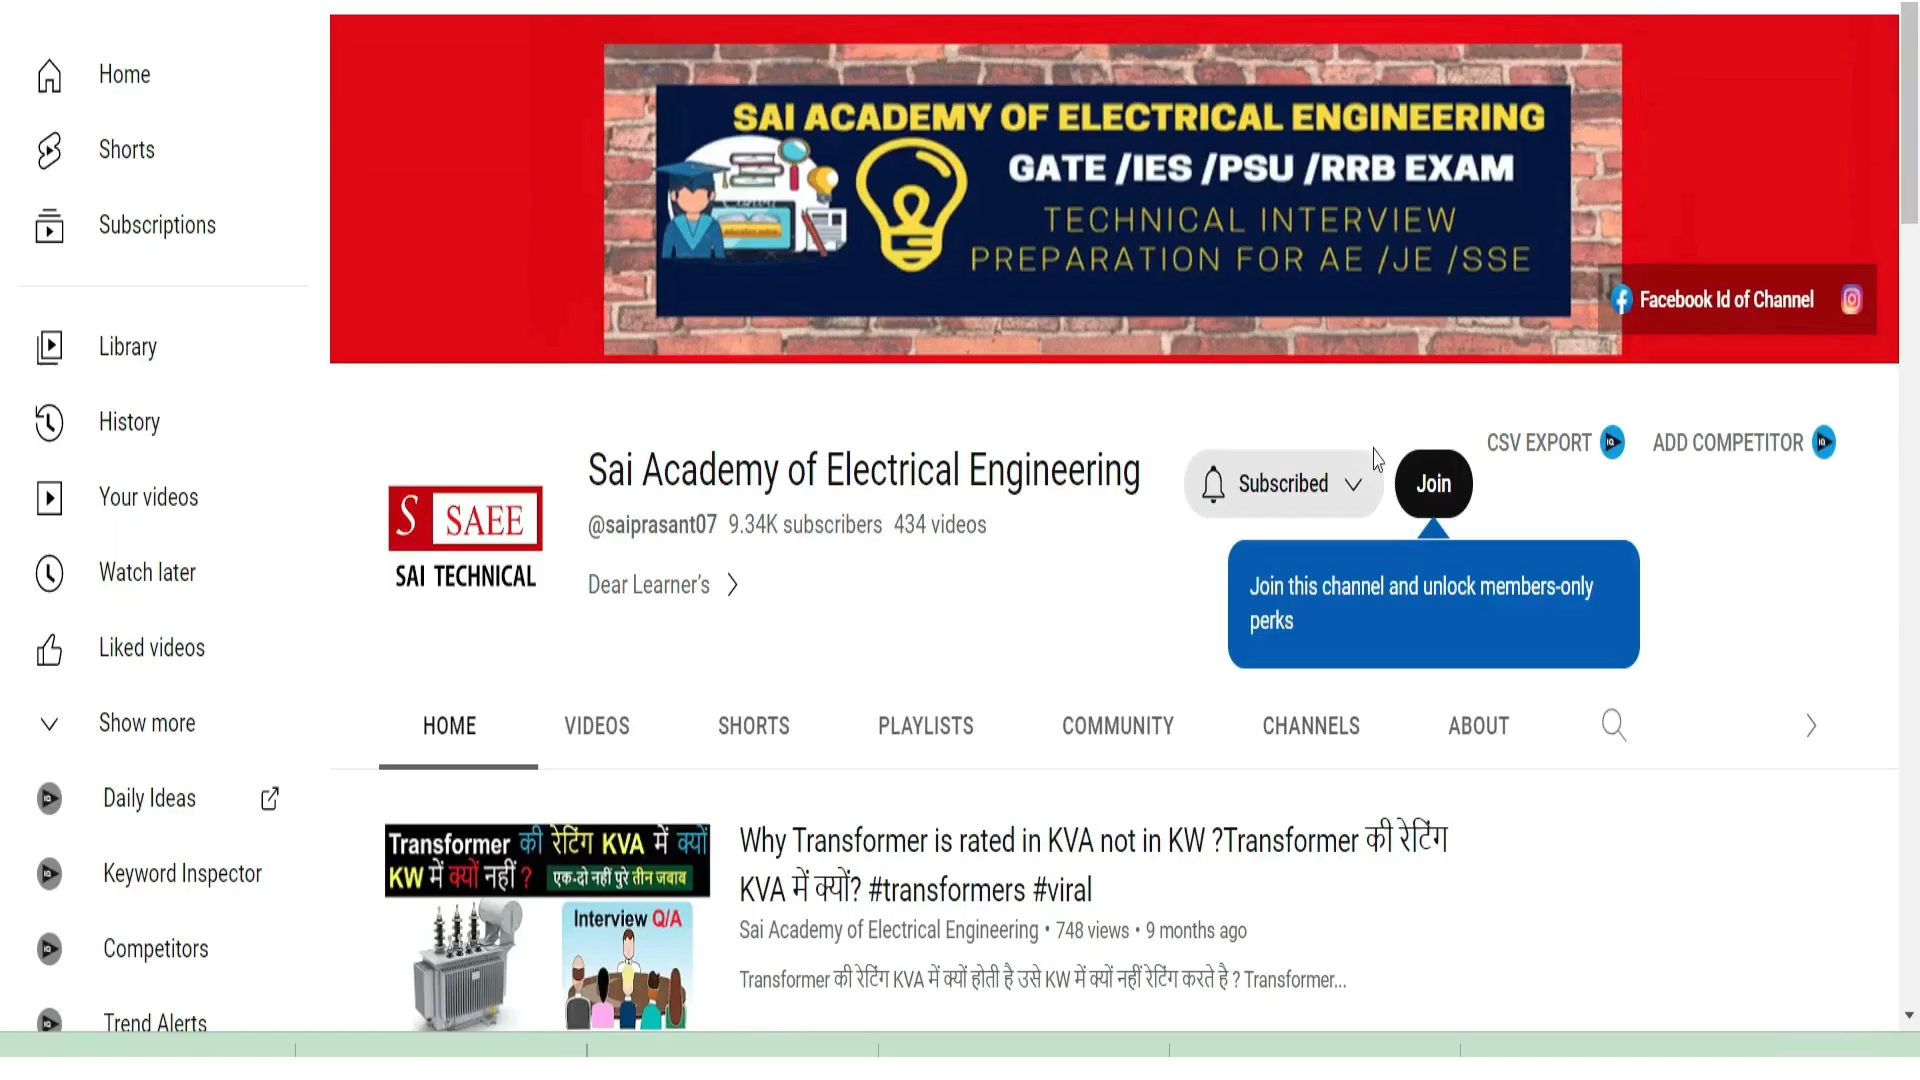 Home
Shorts
Subscriptions
Library
History
Your videos
Watch later
Liked videos
Show more
Daily Ideas
Keyword Inspector
Competitors
Trend Alerts
SAI ACADEMY OF ELECTRICAL ENGINEERING
GATE /IES /PSU /RRB EXAM
TECHNICAL INTERVIEW
PREPARATION FOR AE /JE /SSE
Facebook Id of Channel
S SAEE
SAI TECHNICAL
Sai Academy of Electrical Engineering
@saiprasant07 9.34K subscribers 434 videos
Dear Learner's
Subscribed
Join
CSV EXPORT
ADD COMPETITOR
Join this channel and unlock members-only
perks
HOME VIDEOS SHORTS PLAYLISTS COMMUNITY CHANNELS ABOUT
Transformer की रेटिंग KVA में क्यों
KW में क्यों नहीं ? एक-दो नहीं पुरे तीन जवाब
Interview Q/A
Why Transformer is rated in KVA not in KW ?Transformer की रेटिंग
KVA में क्यों? #transformers #viral
Sai Academy of Electrical Engineering • 748 views • 9 months ago
Transformer की रेटिंग KVA में क्यों होती है उसे KW में क्यों नहीं रेटिंग करते है ? Transformer...